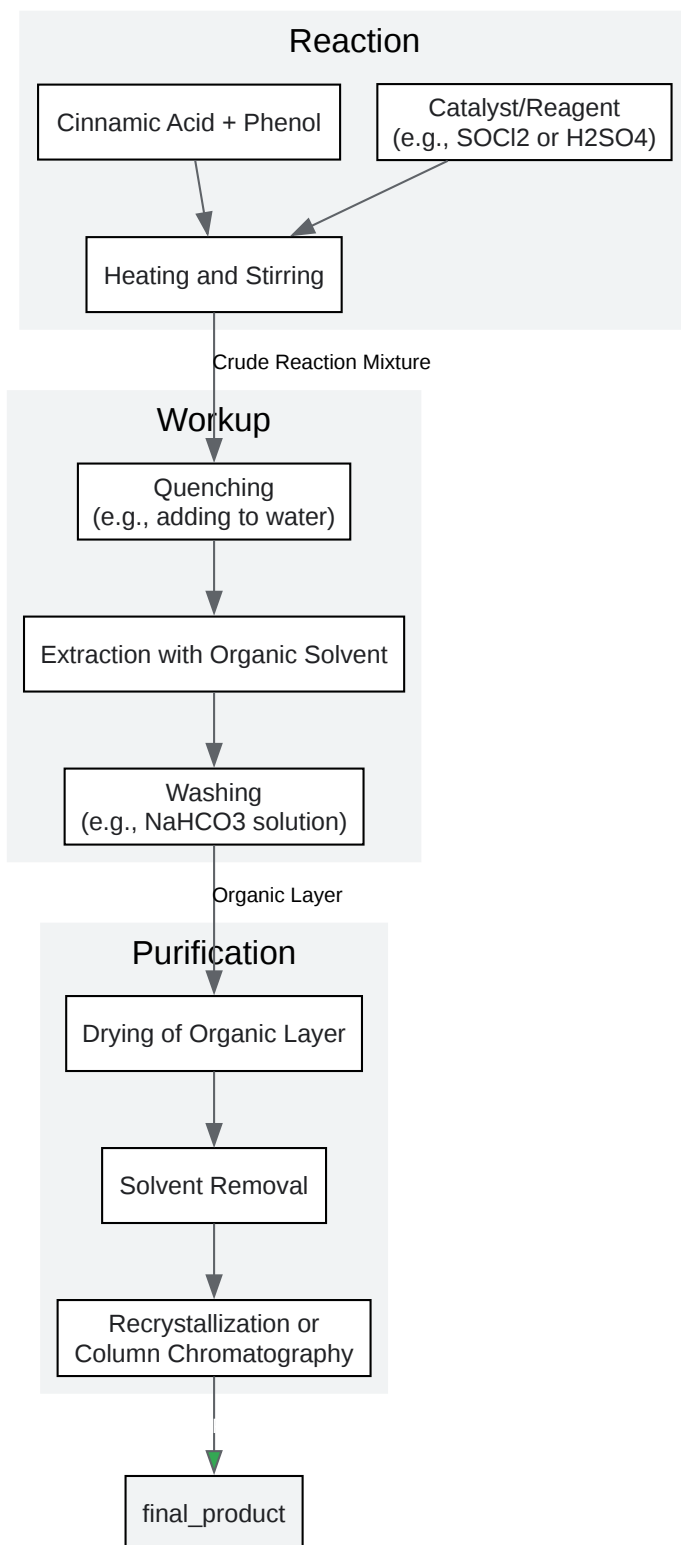 Reaction
Cinnamic Acid + Phenol
Catalyst/Reagent
(e.g., SOCl2 or H2SO4)
Heating and Stirring
Crude Reaction Mixture
Workup
Quenching
(e.g., adding to water)
Extraction with Organic Solvent
Washing
(e.g., NaHCO3 solution)
Organic Layer
Purification
Drying of Organic Layer
Solvent Removal
Recrystallization or
Column Chromatography
final_product